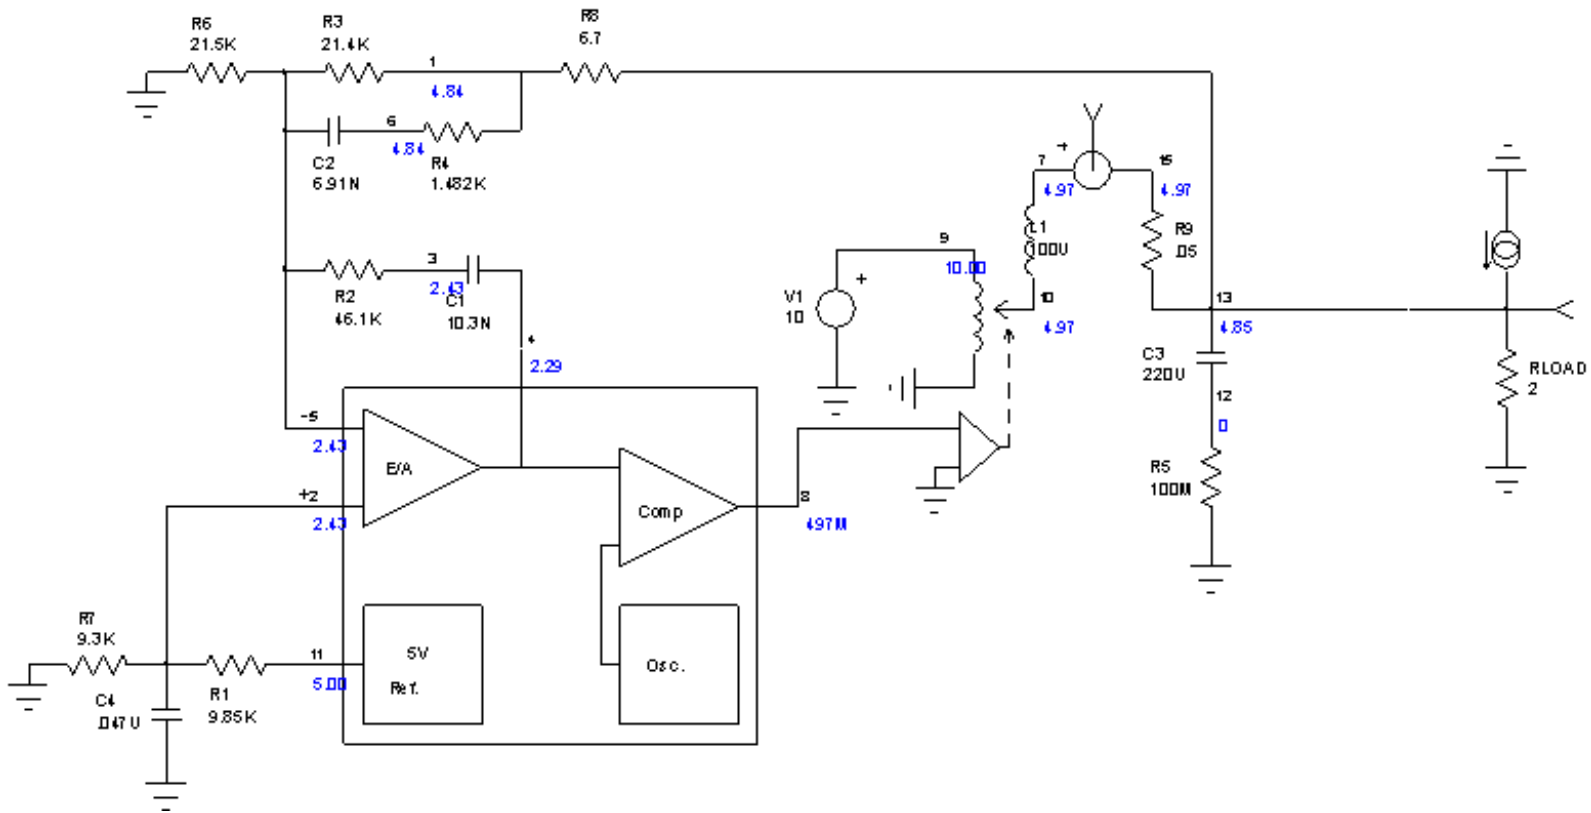 R6
21.5K
R3
21.4K
R8
6.7
1
4.84
6
4.84
C2
6.91N
R4
1.482K
+
7
4.97
15
4.97
L1
100U
R9
.05
3
2.43
R2
46.1K
C1
10.3N
9
10.00
V1
10
+
10
4.97
13
4.85
C3
220U
RLOAD
2
4
2.29
12
0
-5
2.43
E/A
R5
100M
+2
2.43
Comp
8
497M
R7
9.3K
11
5.00
5V
Ref.
Osc.
C4
.047U
R1
9.85K